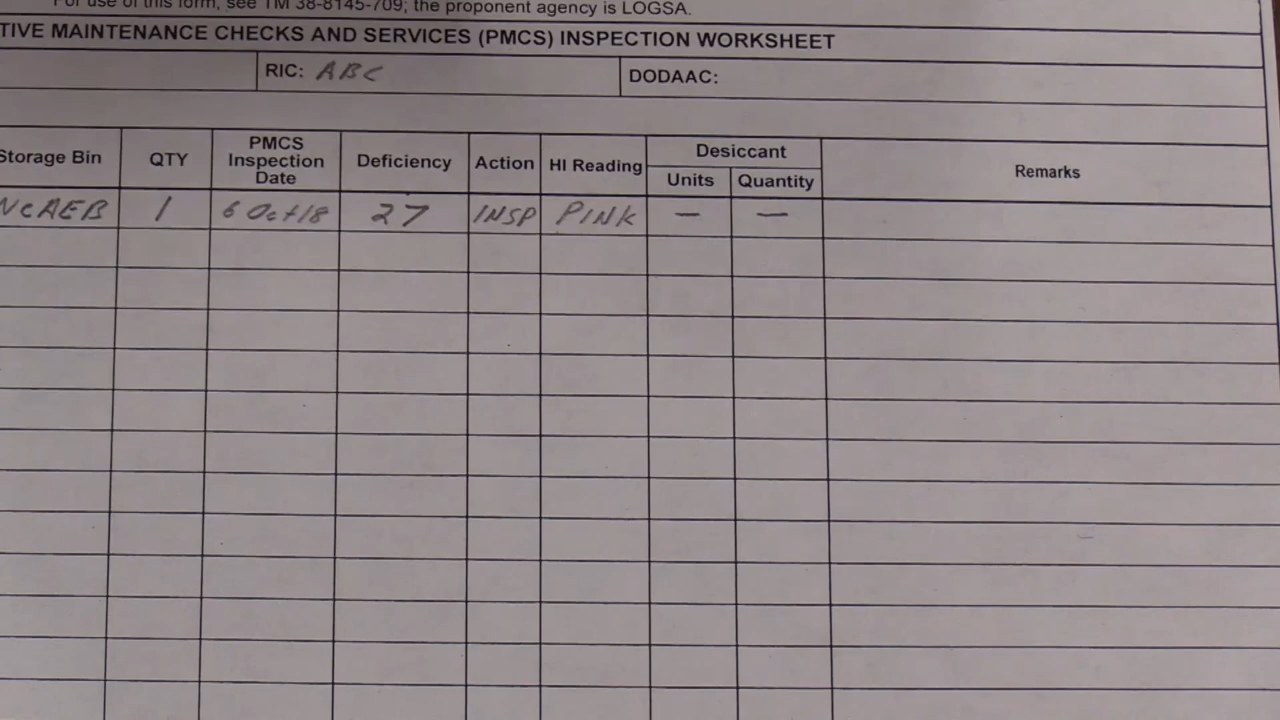 For use of this form, see TM 38-8145-709; the proponent agency is LOGSA.
TIVE MAINTENANCE CHECKS AND SERVICES (PMCS) INSPECTION WORKSHEET
RIC: ABC DODAAC:
Storage Bin QTY PMCS Inspection Date Deficiency Action HI Reading Desiccant Units Quantity Remarks
1 6 Oct 18 27 INSP PINK — —